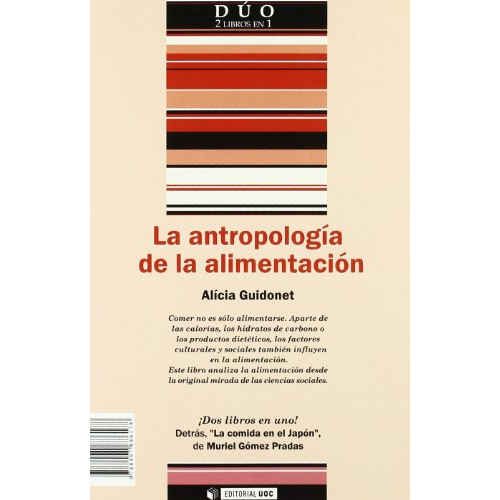 DÚO
2 LIBROS EN 1
La antropología
de la alimentación
Alícia Guidonet
Comer no es sólo alimentarse. Aparte de
las calorías, los hidratos de carbono o
los productos dietéticos, los factores
culturales y sociales también influyen
en la alimentación.
Este libro analiza la alimentación desde
la original mirada de las ciencias sociales.
¡Dos libros en uno!
Detrás, "La comida en el Japón",
de Muriel Gómez Pradas
EDITORIAL UOC